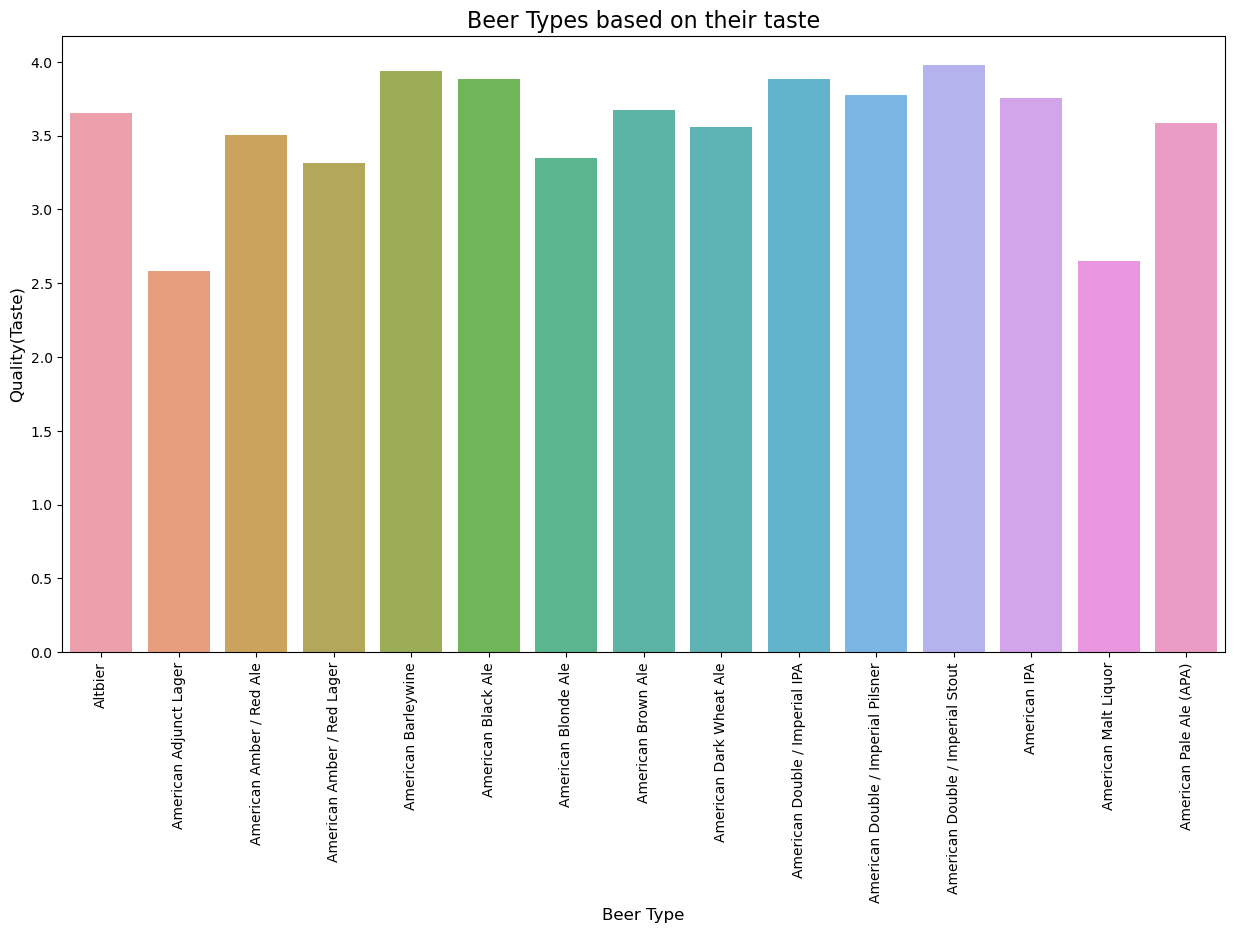 Beer Types based on their taste
Quality(Taste)
4.0
3.5
3.0
2.5
2.0
1.5
1.0
0.5
0.0
Altbier
American Adjunct Lager
American Amber / Red Ale
American Amber / Red Lager
American Barleywine
American Black Ale
American Blonde Ale
American Brown Ale
American Dark Wheat Ale
American Double / Imperial IPA
American Double / Imperial Pilsner
American Double / Imperial Stout
American IPA
American Malt Liquor
American Pale Ale (APA)
Beer Type